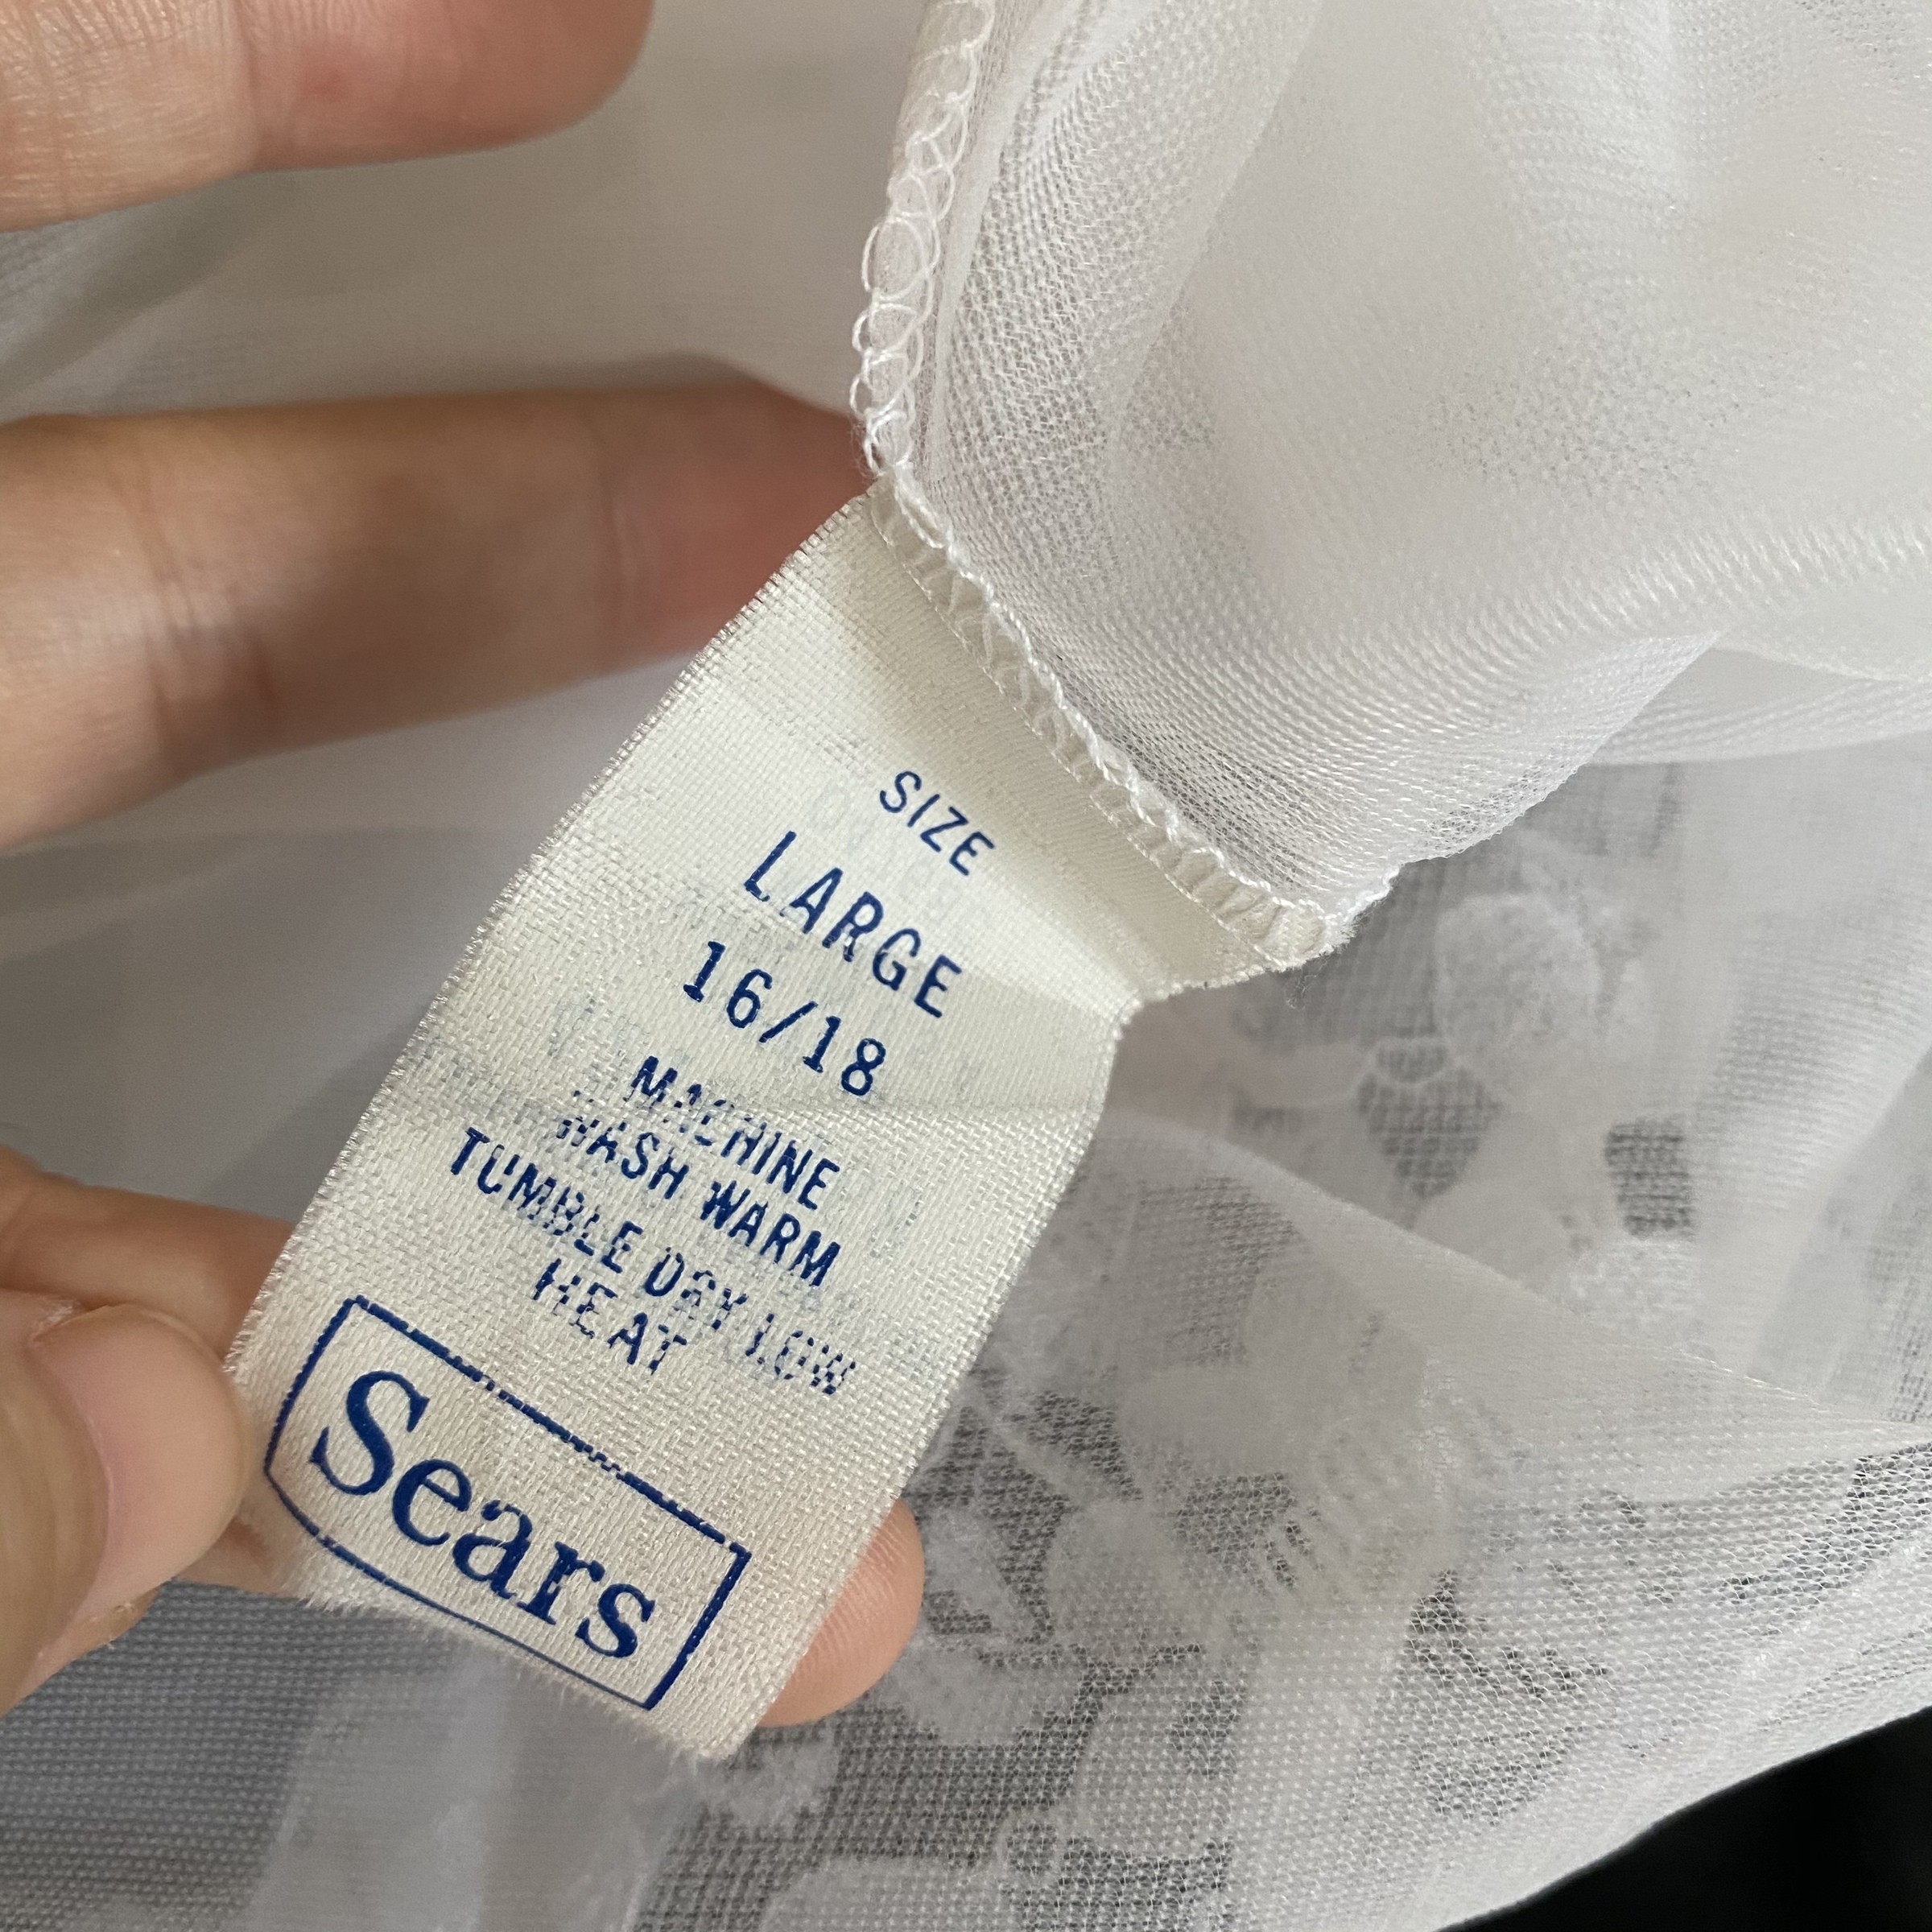 SIZE
LARGE
16/18
MACHINE
WASH WARM
TUMBLE DRY LOW
HEAT
Sears